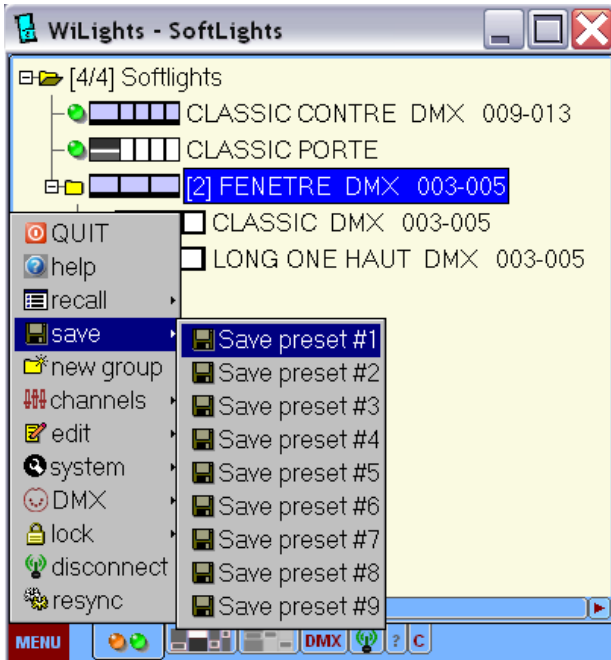 WiLights - SoftLights
[4/4] Softlights
CLASSIC CONTRE DMX 009-013
CLASSIC PORTE
[2] FENETRE DMX 003-005
CLASSIC DMX 003-005
LONG ONE HAUT DMX 003-005
QUIT
help
recall
save
new group
channels
edit
system
DMX
lock
disconnect
resync
Save preset #1
Save preset #2
Save preset #3
Save preset #4
Save preset #5
Save preset #6
Save preset #7
Save preset #8
Save preset #9
MENU DMX ? C